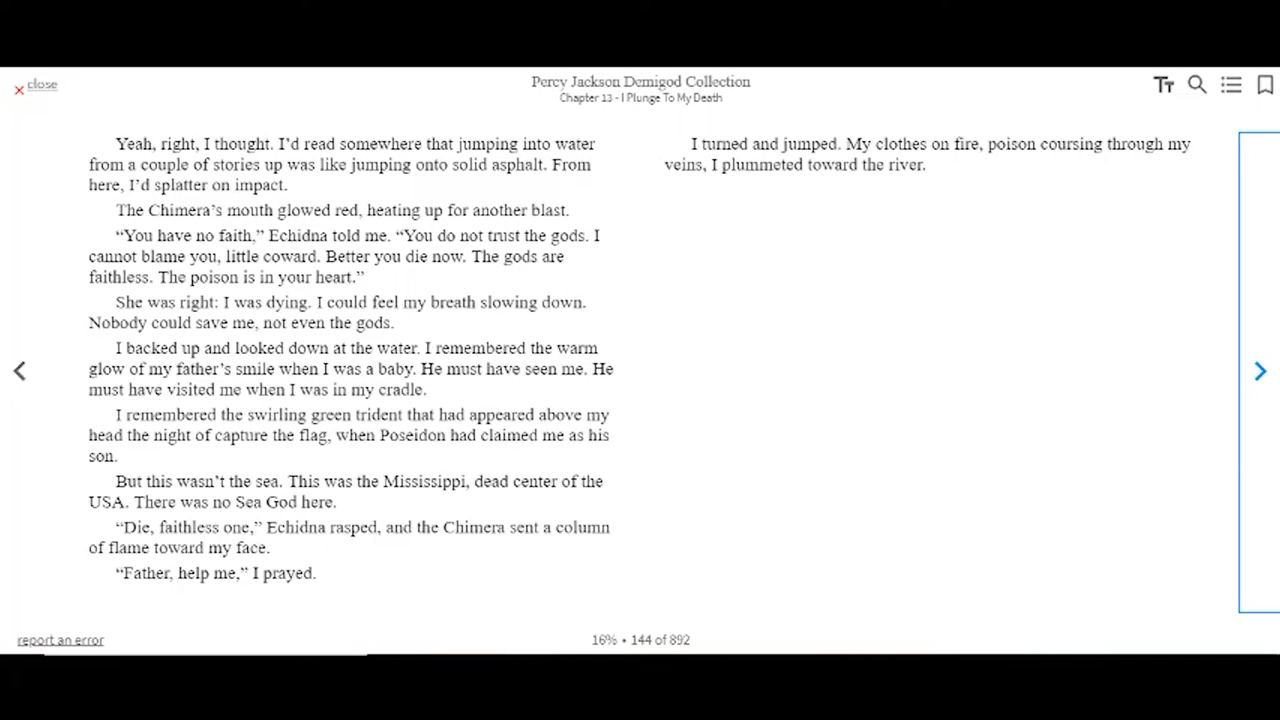 close
Percy Jackson Demigod Collection
Chapter 13 - I Plunge To My Death
Yeah, right, I thought. I’d read somewhere that jumping into water
from a couple of stories up was like jumping onto solid asphalt. From
here, I’d splatter on impact.
The Chimera’s mouth glowed red, heating up for another blast.
“You have no faith,” Echidna told me. “You do not trust the gods. I
cannot blame you, little coward. Better you die now. The gods are
faithless. The poison is in your heart.”
She was right: I was dying. I could feel my breath slowing down.
Nobody could save me, not even the gods.
I backed up and looked down at the water. I remembered the warm
glow of my father’s smile when I was a baby. He must have seen me. He
must have visited me when I was in my cradle.
I remembered the swirling green trident that had appeared above my
head the night of capture the flag, when Poseidon had claimed me as his
son.
But this wasn’t the sea. This was the Mississippi, dead center of the
USA. There was no Sea God here.
“Die, faithless one,” Echidna rasped, and the Chimera sent a column
of flame toward my face.
“Father, help me,” I prayed.
I turned and jumped. My clothes on fire, poison coursing through my
veins, I plummeted toward the river.
report an error
16% • 144 of 892